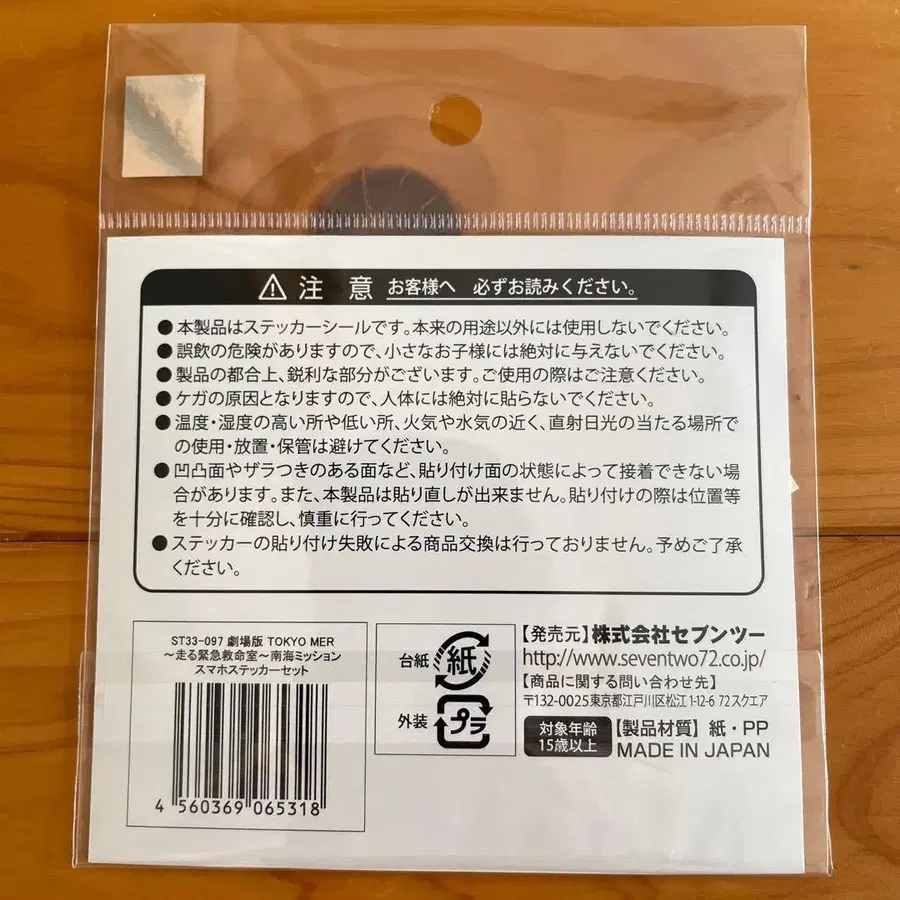 ⚠ 注 意 お客様へ 必ずお読みください。
●本製品はステッカーシールです。本来の用途以外には使用しないでください。
●誤飲の危険がありますので、小さなお子様には絶対に与えないでください。
●製品の都合上、鋭利な部分がございます。ご使用の際はご注意ください。
●ケガの原因となりますので、人体には絶対に貼らないでください。
●温度・湿度の高い所や低い所、火気や水気の近く、直射日光の当たる場所で
の使用・放置・保管は避けてください。
●凹凸面やザラつきのある面など、貼り付け面の状態によって接着できない場
合があります。また、本製品は貼り直しが出来ません。貼り付けの際は位置等
を十分に確認し、慎重に行ってください。
●ステッカーの貼り付け失敗による商品交換は行っておりません。予めご了承
ください。
ST33-097 劇場版 TOKYO MER
〜走る緊急救命室〜南海ミッション
スマホステッカーセット
4 560369 065318
台紙 紙
外装 プラ
【発売元】株式会社セブンツー
http://www.seventwo72.co.jp/
【商品に関する問い合わせ先】
〒132-0025東京都江戸川区松江1-12-6 72スクエア
対象年齢
15歳以上
【製品材質】紙・PP
MADE IN JAPAN